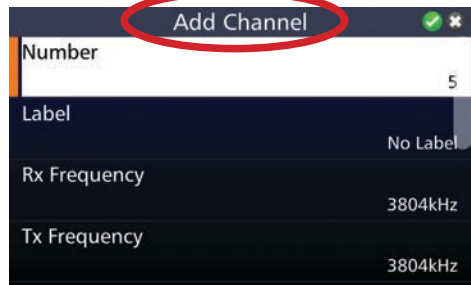 Add Channel
Number
5
Label
No Label
Rx Frequency
3804kHz
Tx Frequency
3804kHz